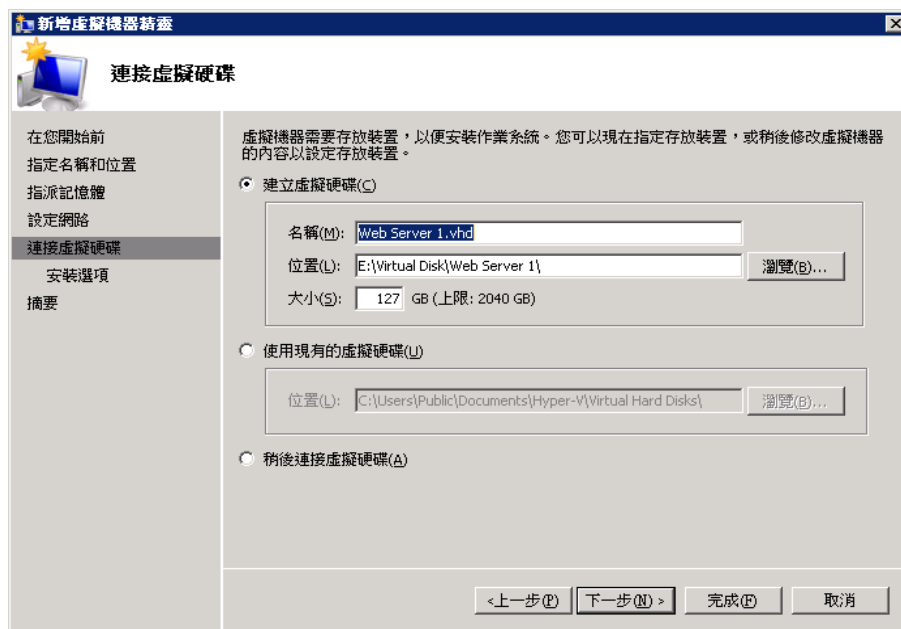 新增虛擬機器精靈
連接虛擬硬碟
在您開始前
指定名稱和位置
指派記憶體
設定網路
連接虛擬硬碟
安裝選項
摘要
虛擬機器需要存放裝置，以便安裝作業系統。您可以現在指定存放裝置，或稍後修改虛擬機器
的內容以設定存放裝置。
建立虛擬硬碟(C)
名稱(M): Web Server 1.vhd
位置(L): E:\Virtual Disk\Web Server 1\ 瀏覽(B)...
大小(S): 127 GB (上限: 2040 GB)
使用現有的虛擬硬碟(U)
位置(L): C:\Users\Public\Documents\Hyper-V\Virtual Hard Disks\ 瀏覽(B)...
稍後連接虛擬硬碟(A)
<上一步(P) 下一步(N) > 完成(F) 取消